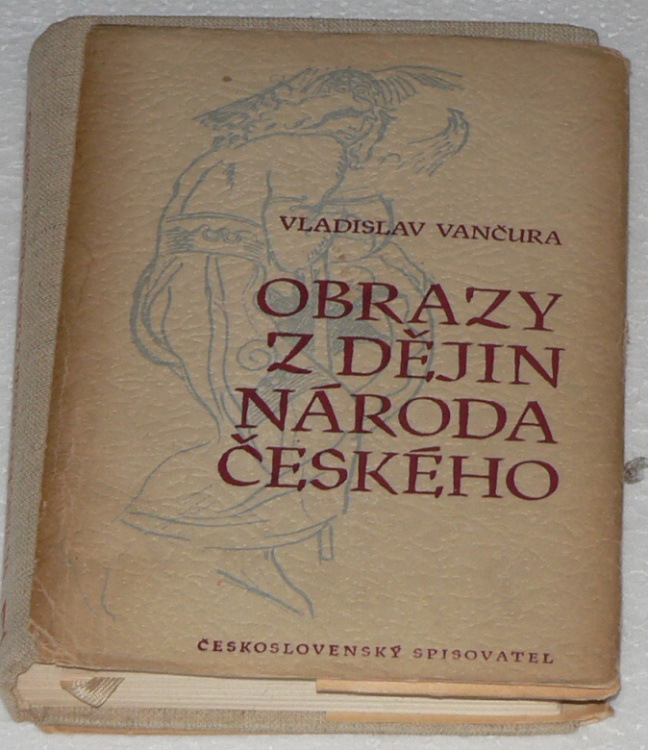 VLADISLAV VANČURA
OBRAZY
Z DĚJIN
NÁRODA
ČESKÉHO
ČESKOSLOVENSKÝ SPISOVATEL